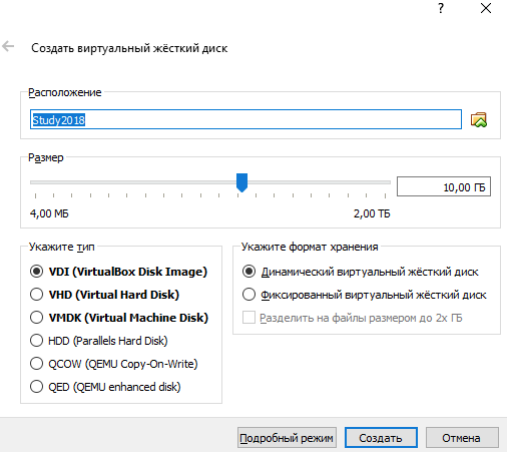 ?
Создать виртуальный жёсткий диск
Расположение
Study2018
Размер
10,00 ГБ
4,00 МБ 2,00 ТБ
Укажите тип
VDI (VirtualBox Disk Image)
VHD (Virtual Hard Disk)
VMDK (Virtual Machine Disk)
HDD (Parallels Hard Disk)
QCOW (QEMU Copy-On-Write)
QED (QEMU enhanced disk)
Укажите формат хранения
Динамический виртуальный жёсткий диск
Фиксированный виртуальный жёсткий диск
Разделить на файлы размером до 2х ГБ
Подробный режим Создать Отмена